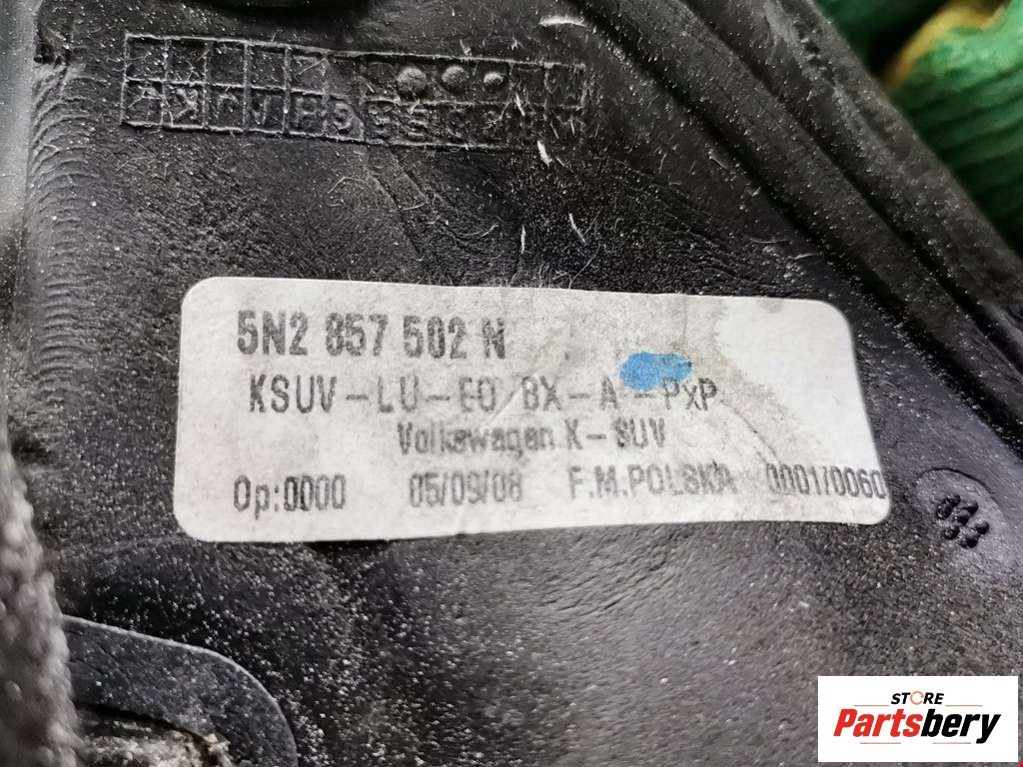 5N2 857 502 N
KSUV-LU-EO 8X-A-PxP
Volkswagen K-SUV
Op:0000 05/09/08 F.M.POLSKA 0001/0060
STORE
Partsbery